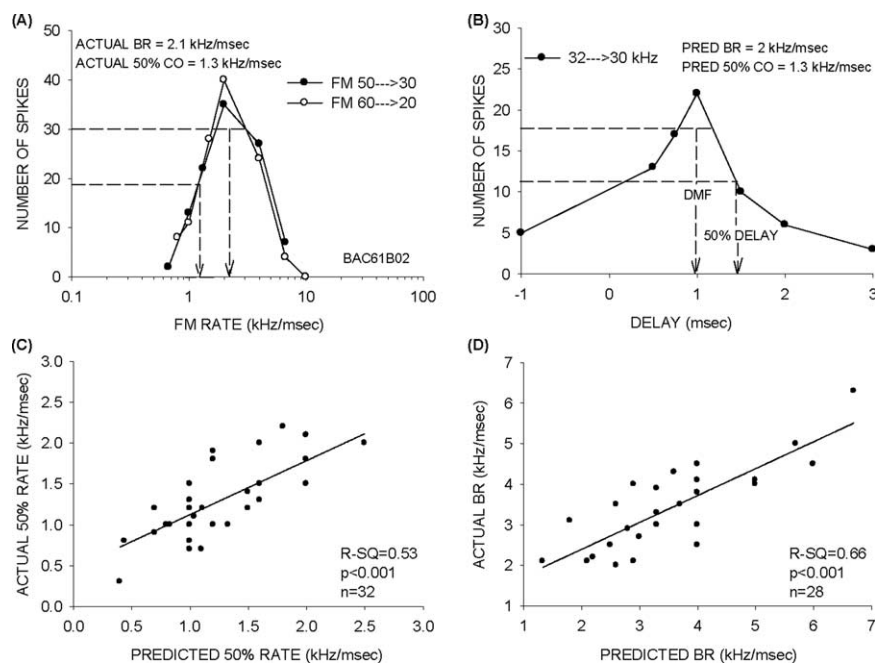 (A)
ACTUAL BR = 2.1 kHz/msec
ACTUAL 50% CO = 1.3 kHz/msec
FM 50--->30
FM 60--->20
50
40
30
20
10
0
NUMBER OF SPIKES
BAC61B02
0.1
1
10
100
FM RATE (kHz/msec)
(B)
32--->30 kHz
PRED BR = 2 kHz/msec
PRED 50% CO = 1.3 kHz/msec
30
25
20
15
10
5
0
NUMBER OF SPIKES
DMF
50% DELAY
-1
0
1
2
3
DELAY (msec)
(C)
3.0
2.5
2.0
1.5
1.0
0.5
0.0
ACTUAL 50% RATE (kHz/msec)
R-SQ=0.53
p<0.001
n=32
0.0
0.5
1.0
1.5
2.0
2.5
3.0
PREDICTED 50% RATE (kHz/msec)
(D)
7
6
5
4
3
2
1
ACTUAL BR (kHz/msec)
R-SQ=0.66
p<0.001
n=28
1
2
3
4
5
6
7
PREDICTED BR (kHz/msec)